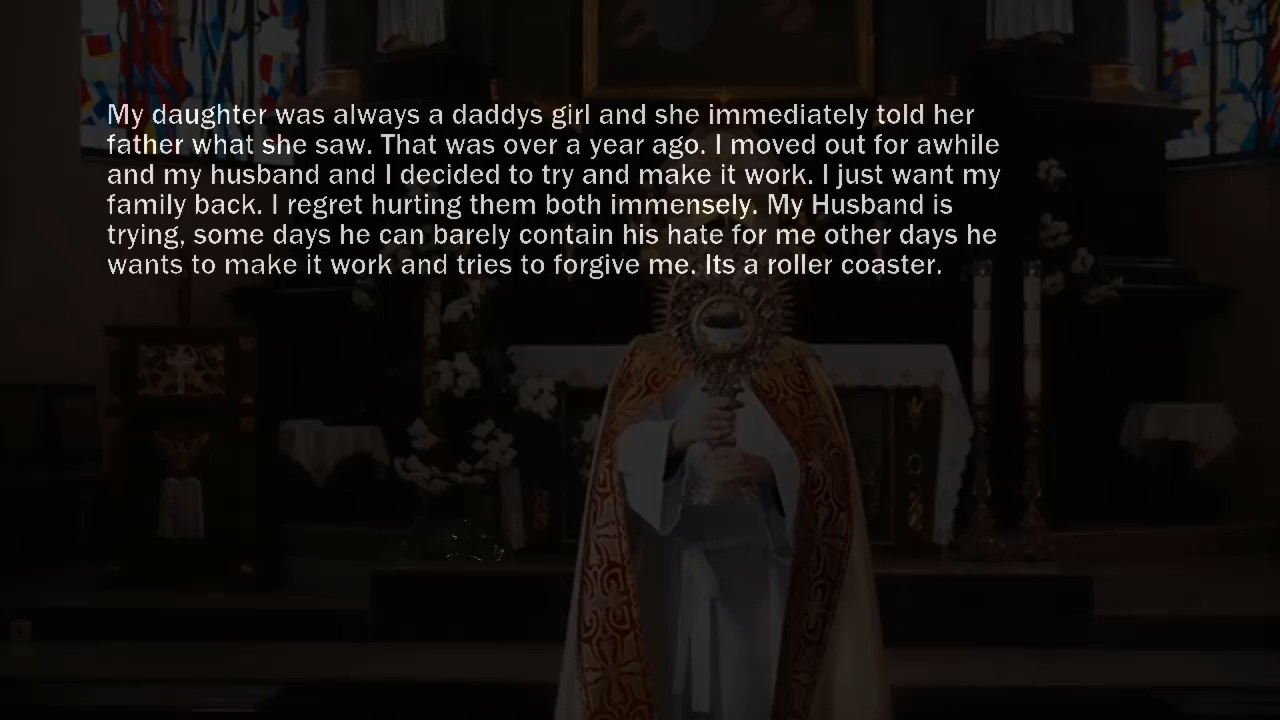 My daughter was always a daddys girl and she immediately told her
father what she saw. That was over a year ago. I moved out for awhile
and my husband and I decided to try and make it work. I just want my
family back. I regret hurting them both immensely. My Husband is
trying, some days he can barely contain his hate for me other days he
wants to make it work and tries to forgive me. Its a roller coaster.